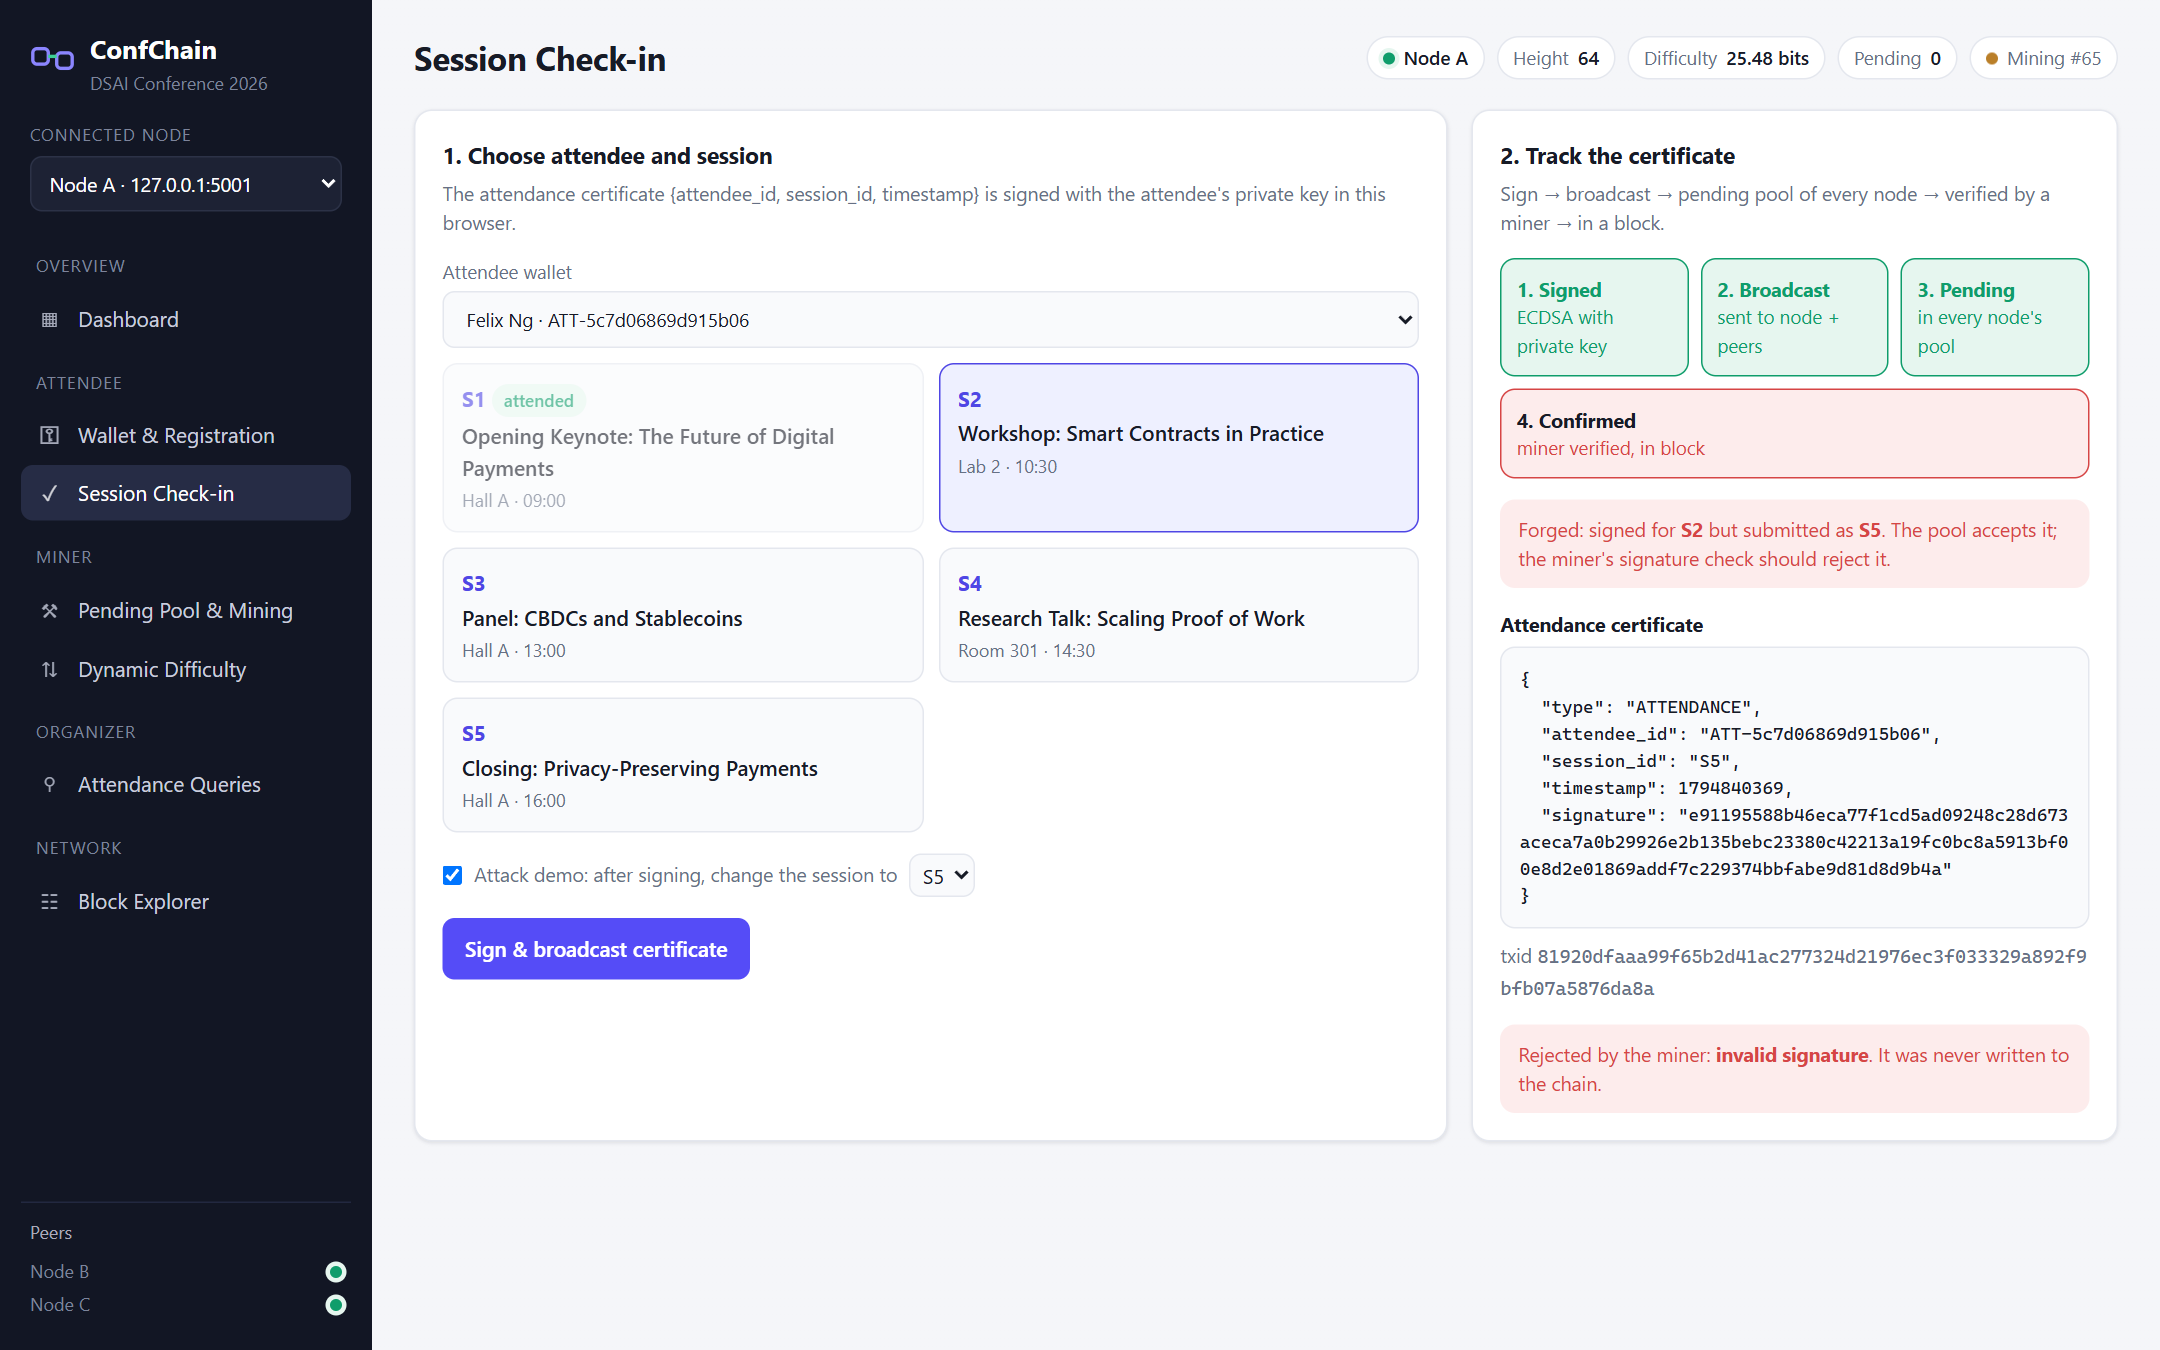 ConfChain
DSAI Conference 2026
CONNECTED NODE
Node A · 127.0.0.1:5001
OVERVIEW
Dashboard
ATTENDEE
Wallet & Registration
Session Check-in
MINER
Pending Pool & Mining
Dynamic Difficulty
ORGANIZER
Attendance Queries
NETWORK
Block Explorer
Peers
Node B
Node C
Session Check-in
Node A
Height 64
Difficulty 25.48 bits
Pending 0
Mining #65
1. Choose attendee and session
The attendance certificate {attendee_id, session_id, timestamp} is signed with the attendee's private key in this
browser.
Attendee wallet
Felix Ng · ATT-5c7d06869d915b06
S1 attended
Opening Keynote: The Future of Digital
Payments
Hall A · 09:00
S2
Workshop: Smart Contracts in Practice
Lab 2 · 10:30
S3
Panel: CBDCs and Stablecoins
Hall A · 13:00
S4
Research Talk: Scaling Proof of Work
Room 301 · 14:30
S5
Closing: Privacy-Preserving Payments
Hall A · 16:00
Attack demo: after signing, change the session to S5
Sign & broadcast certificate
2. Track the certificate
Sign → broadcast → pending pool of every node → verified by a
miner → in a block.
1. Signed
ECDSA with
private key
2. Broadcast
sent to node +
peers
3. Pending
in every node's
pool
4. Confirmed
miner verified, in block
Forged: signed for S2 but submitted as S5. The pool accepts it;
the miner's signature check should reject it.
Attendance certificate
{
"type": "ATTENDANCE",
"attendee_id": "ATT-5c7d06869d915b06",
"session_id": "S5",
"timestamp": 1794840369,
"signature": "e91195588b46eca77f1cd5ad09248c28d673
aceca7a0b29926e2b135bebc23380c42213a19fc0bc8a5913bf0
0e8d2e01869addf7c229374bbfabe9d81d8d9b4a"
}
txid 81920dfaaa99f65b2d41ac277324d21976ec3f033329a892f9
bfb07a5876da8a
Rejected by the miner: invalid signature. It was never written to
the chain.